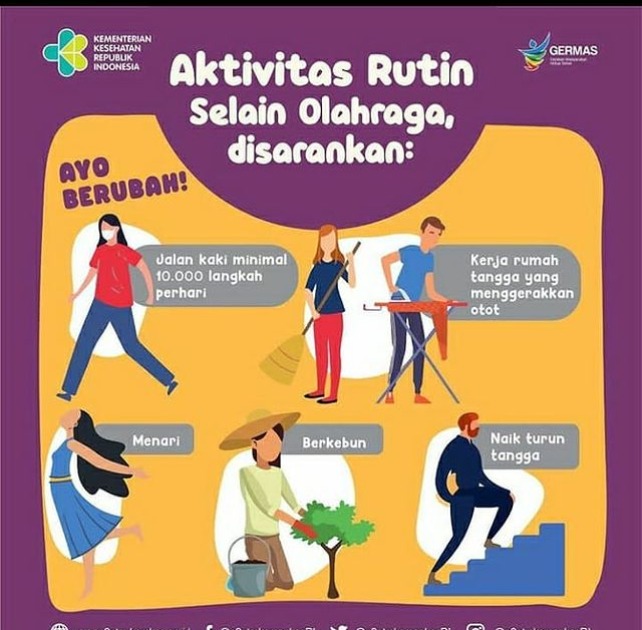 KEMENTERIAN
KESEHATAN
REPUBLIK
INDONESIA
GERMAS
Aktivitas Rutin
Selain Olahraga,
disarankan:
AYO
BERUBAH!
Jalan kaki minimal
10.000 langkah
perhari
Kerja rumah
tangga yang
menggerakkan
otot
Menari
Berkebun
Naik turun
tangga